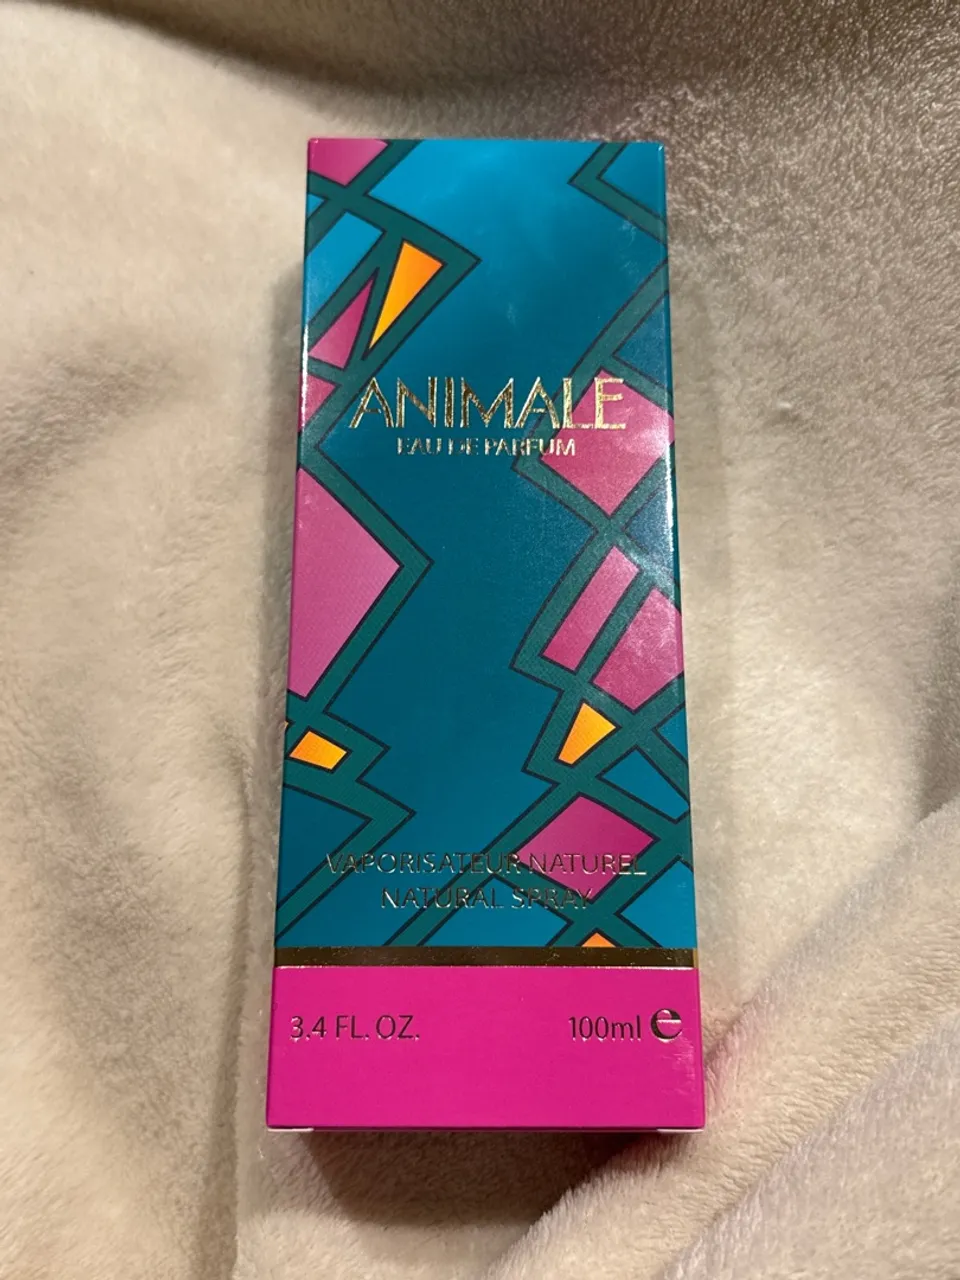 ANIMALE
EAU DE PARFUM
VAPORISATEUR NATUREL
NATURAL SPRAY
3.4 FL. OZ.
100ml ℮